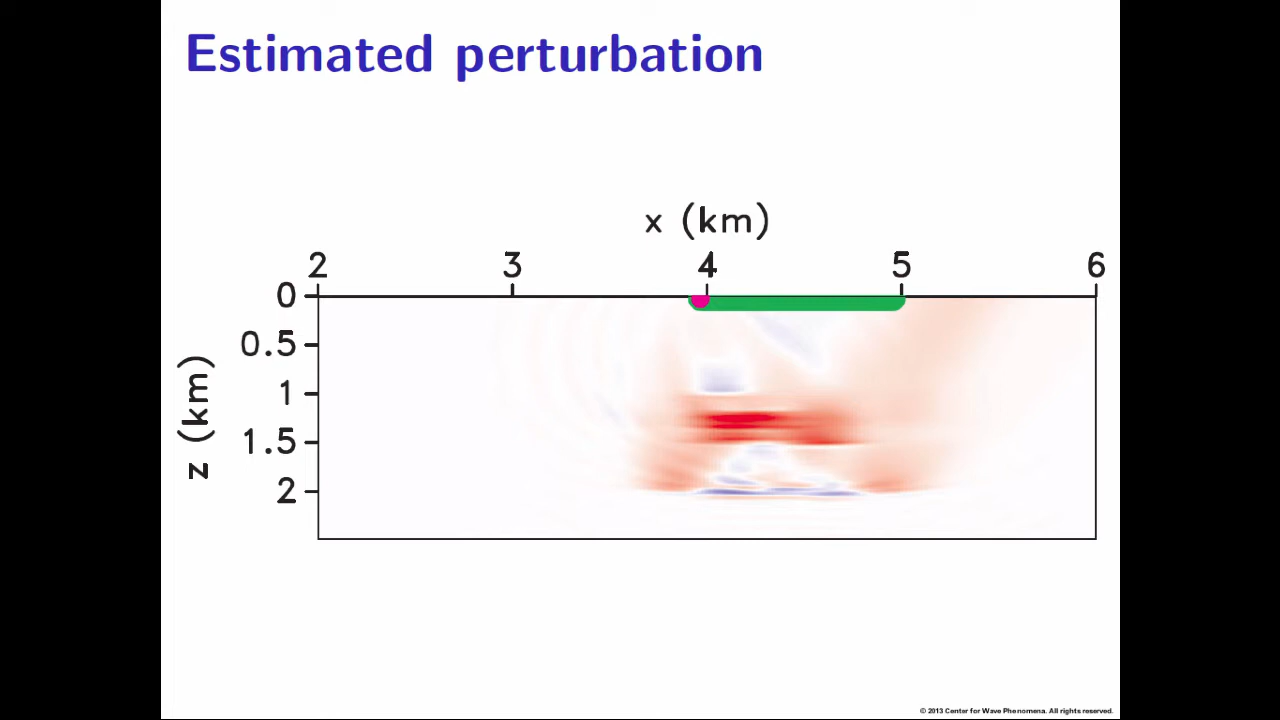 Estimated perturbation
x (km)
2 3 4 5 6
0
0.5
1
1.5
2
z (km)
© 2013 Center for Wave Phenomena. All rights reserved.